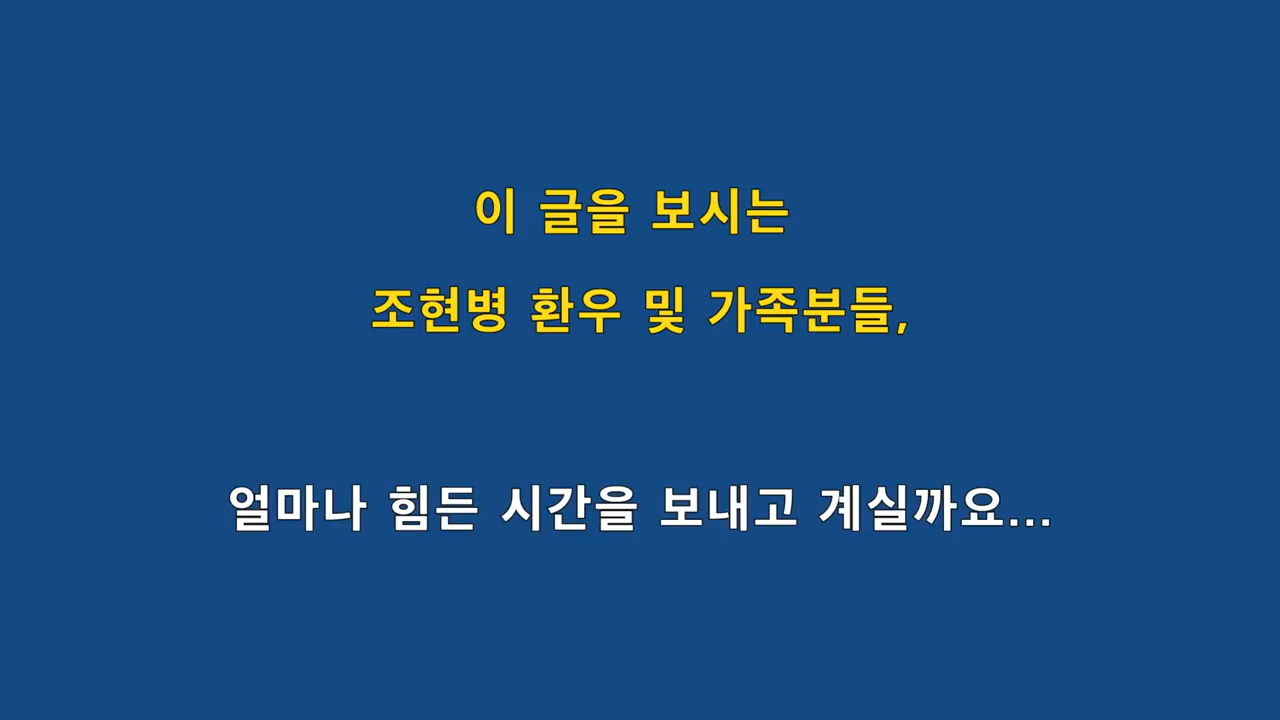 이 글을 보시는
조현병 환우 및 가족분들,
얼마나 힘든 시간을 보내고 계실까요...